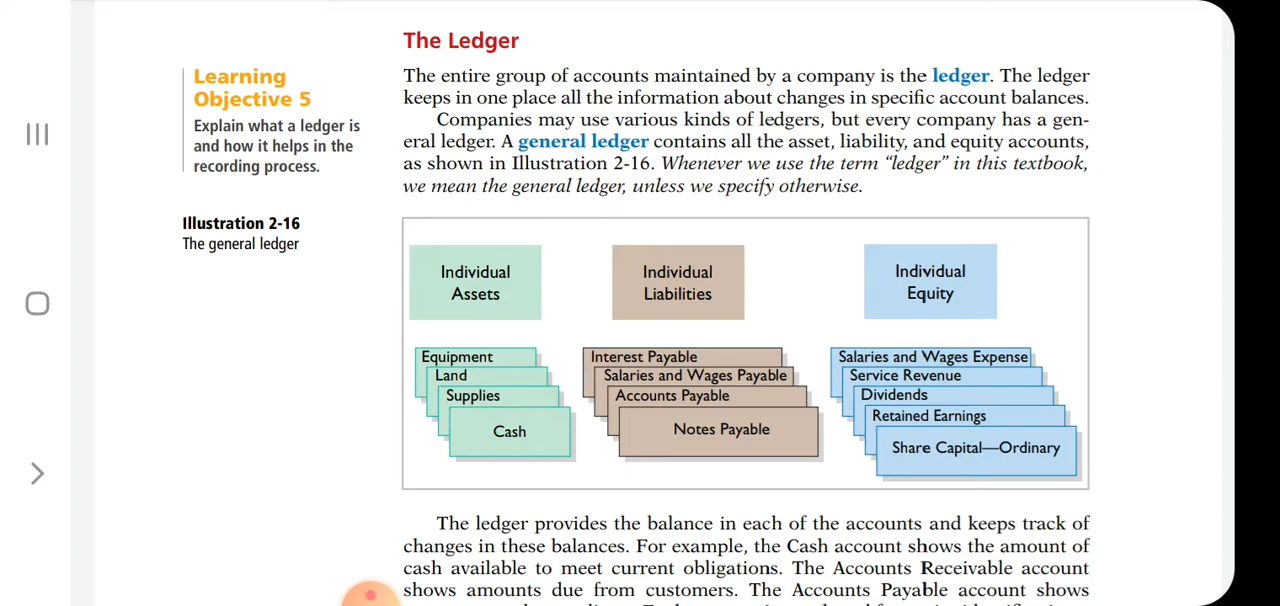 The Ledger
Learning
Objective 5
Explain what a ledger is
and how it helps in the
recording process.
The entire group of accounts maintained by a company is the ledger. The ledger
keeps in one place all the information about changes in specific account balances.
Companies may use various kinds of ledgers, but every company has a gen-
eral ledger. A general ledger contains all the asset, liability, and equity accounts,
as shown in Illustration 2-16. Whenever we use the term “ledger” in this textbook,
we mean the general ledger, unless we specify otherwise.
Illustration 2-16
The general ledger
Individual
Assets
Equipment
Land
Supplies
Cash
Individual
Liabilities
Interest Payable
Salaries and Wages Payable
Accounts Payable
Notes Payable
Individual
Equity
Salaries and Wages Expense
Service Revenue
Dividends
Retained Earnings
Share Capital—Ordinary
The ledger provides the balance in each of the accounts and keeps track of
changes in these balances. For example, the Cash account shows the amount of
cash available to meet current obligations. The Accounts Receivable account
shows amounts due from customers. The Accounts Payable account shows